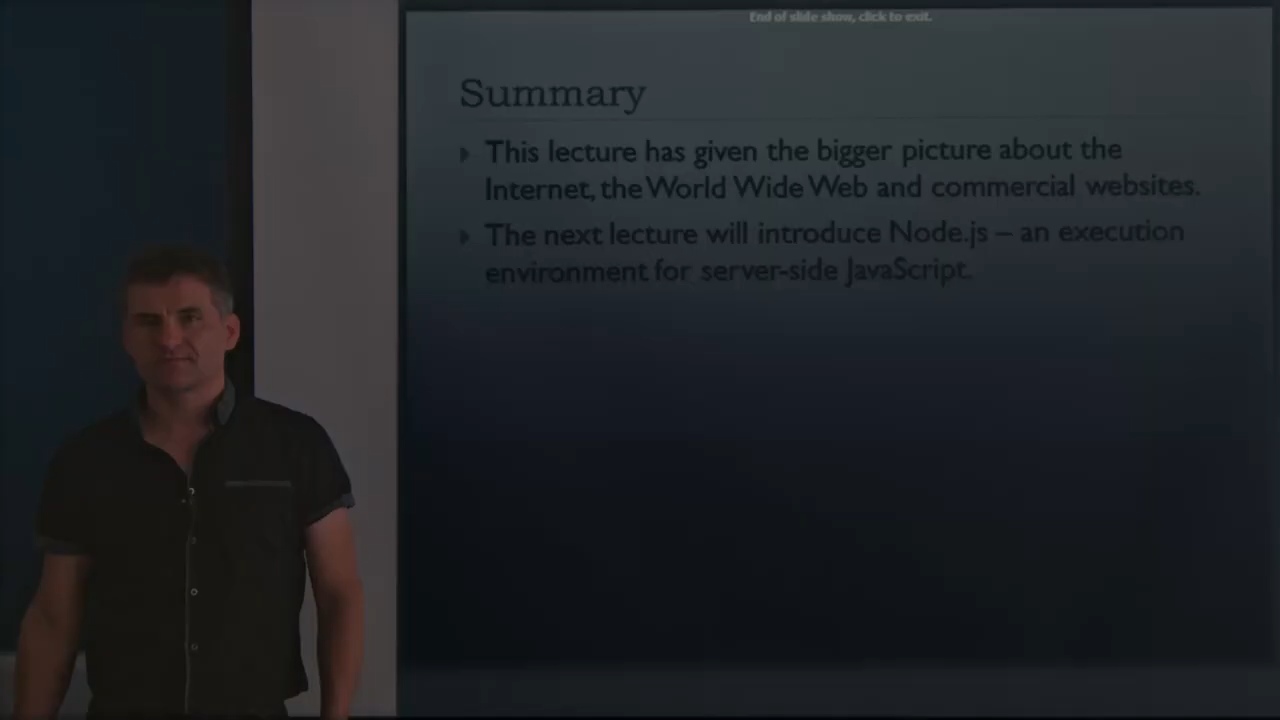 End of slide show, click to exit.
Summary
This lecture has given the bigger picture about the
Internet, the World Wide Web and commercial websites.
The next lecture will introduce Node.js – an execution
environment for server-side JavaScript.